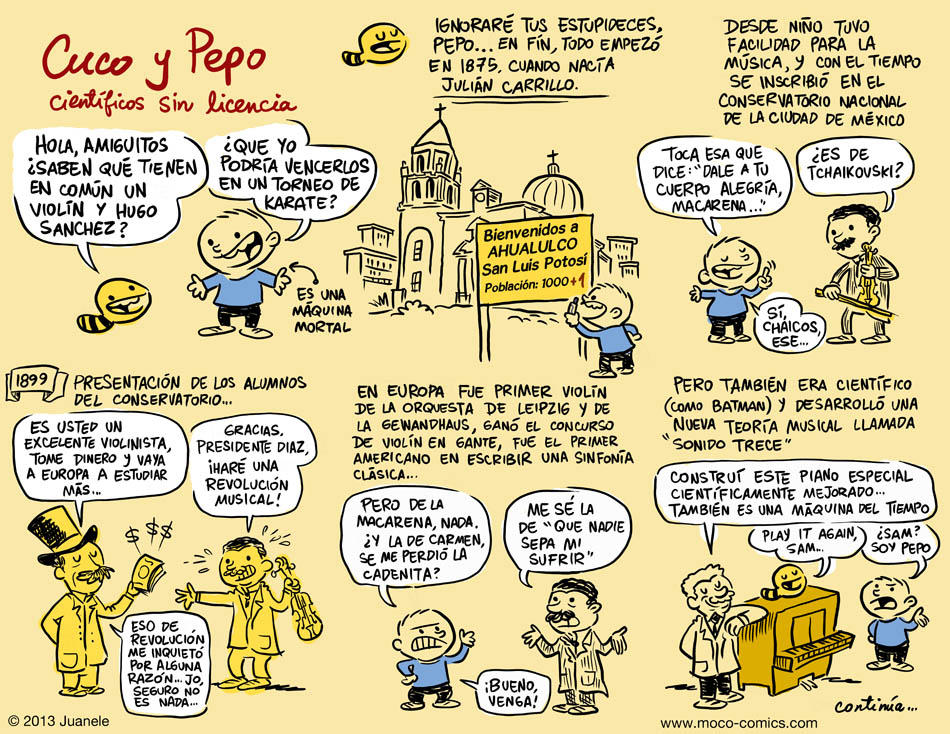 Cuco y Pepo
científicos sin licencia
HOLA, AMIGUITOS
¿SABEN QUÉ TIENEN
EN COMÚN UN
VIOLÍN Y HUGO
SANCHEZ?
¿QUE YO
PODRÍA VENCERLOS
EN UN TORNEO DE
KARATE?
ES UNA
MÁQUINA
MORTAL
IGNORARÉ TUS ESTUPIDECES,
PEPO... EN FÍN, TODO EMPEZÓ
EN 1875, CUANDO NACÍA
JULIÁN CARRILLO.
Bienvenidos a
AHUALULCO
San Luis Potosí
Población: 1000+1
DESDE NIÑO TUVO
FACILIDAD PARA LA
MÚSICA, Y CON EL TIEMPO
SE INSCRIBIÓ EN EL
CONSERVATORIO NACIONAL
DE LA CIUDAD DE MÉXICO
TOCA ESA QUE
DICE: "DALE A TU
CUERPO ALEGRÍA,
MACARENA..."
¿ES DE
TCHAIKOVSKI?
SÍ,
CHAICOS,
ESE...
1899
PRESENTACIÓN DE LOS ALUMNOS
DEL CONSERVATORIO...
ES USTED UN
EXCELENTE VIOLINISTA,
TOME DINERO Y VAYA
A EUROPA A ESTUDIAR
MÁS...
GRACIAS,
PRESIDENTE DIAZ,
¡HARÉ UNA
REVOLUCIÓN
MUSICAL!
$$$
ESO DE
REVOLUCIÓN
ME INQUIETÓ
POR ALGUNA
RAZÓN... JO,
SEGURO NO
ES NADA...
EN EUROPA FUE PRIMER VIOLÍN
DE LA ORQUESTA DE LEIPZIG Y DE
LA GEWANDHAUS, GANÓ EL CONCURSO
DE VIOLÍN EN GANTE, FUE EL PRIMER
AMERICANO EN ESCRIBIR UNA SINFONÍA
CLÁSICA...
PERO DE LA
MACARENA, NADA.
¿Y LA DE CARMEN,
SE ME PERDIÓ LA
CADENITA?
ME SÉ LA
DE "QUE NADIE
SEPA MI
SUFRIR"
¡BUENO,
VENGA!
PERO TAMBIÉN ERA CIENTÍFICO
(COMO BATMAN) Y DESARROLLÓ UNA
NUEVA TEORÍA MUSICAL LLAMADA
"SONIDO TRECE"
CONSTRUÍ ESTE PIANO ESPECIAL
CIENTÍFICAMENTE MEJORADO...
TAMBIÉN ES UNA MÁQUINA DEL TIEMPO
PLAY IT AGAIN,
SAM...
¿SAM?
SOY PEPO
continúa...
© 2013 Juanele
www.moco-comics.com